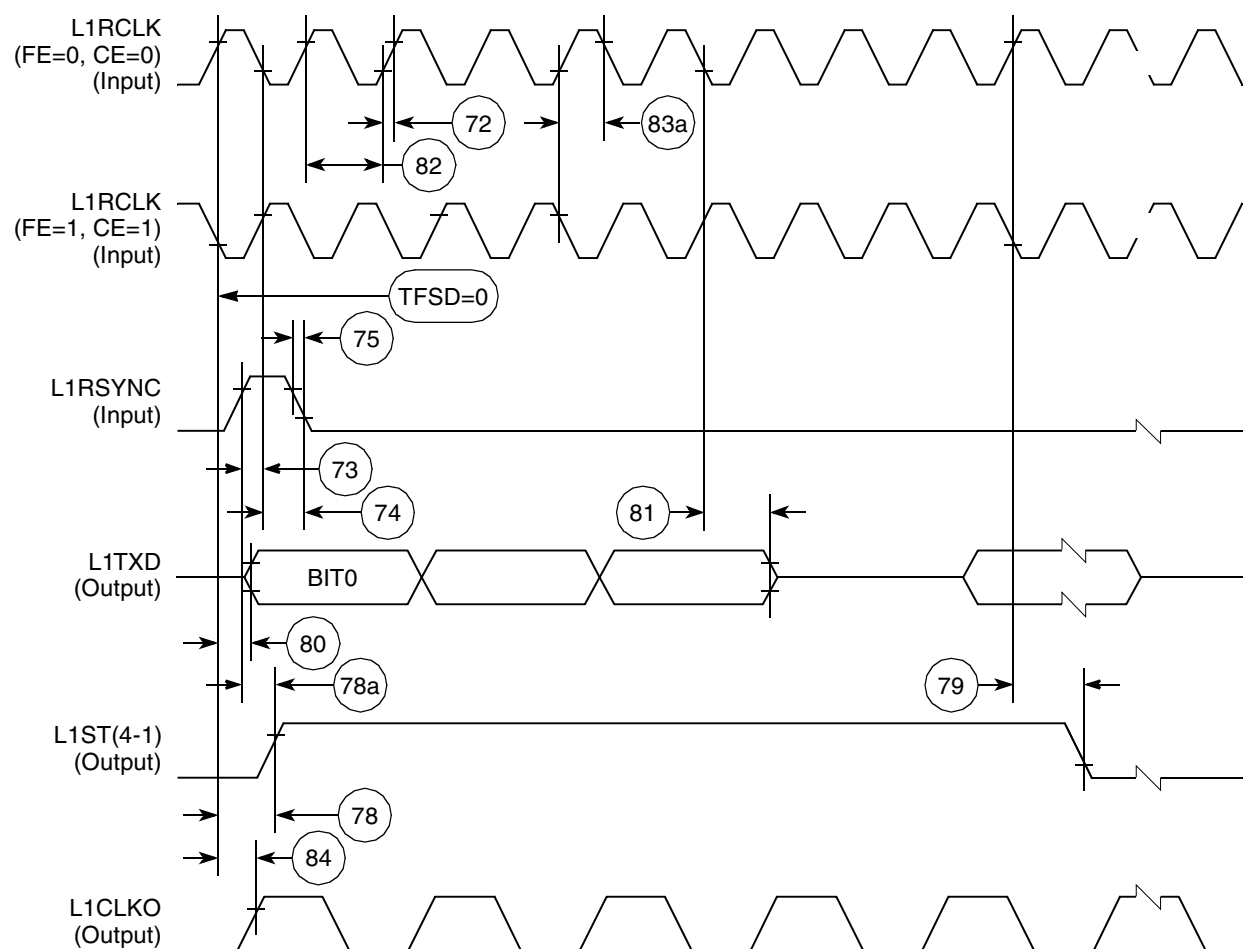 L1RCLK
(FE=0, CE=0)
(Input)
72
83a
82
L1RCLK
(FE=1, CE=1)
(Input)
TFSD=0
75
L1RSYNC
(Input)
73
74
81
L1TXD
(Output)
BIT0
80
78a
79
L1ST(4-1)
(Output)
78
84
L1CLKO
(Output)